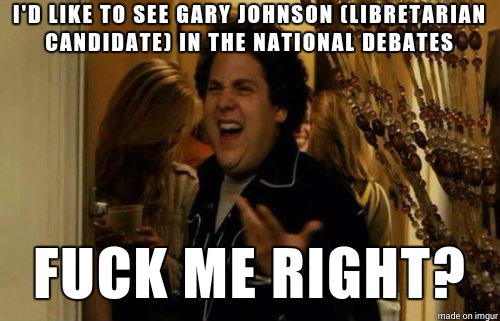 I'D LIKE TO SEE GARY JOHNSON (LIBRETARIAN
CANDIDATE) IN THE NATIONAL DEBATES
FUCK ME RIGHT?
made on imgur